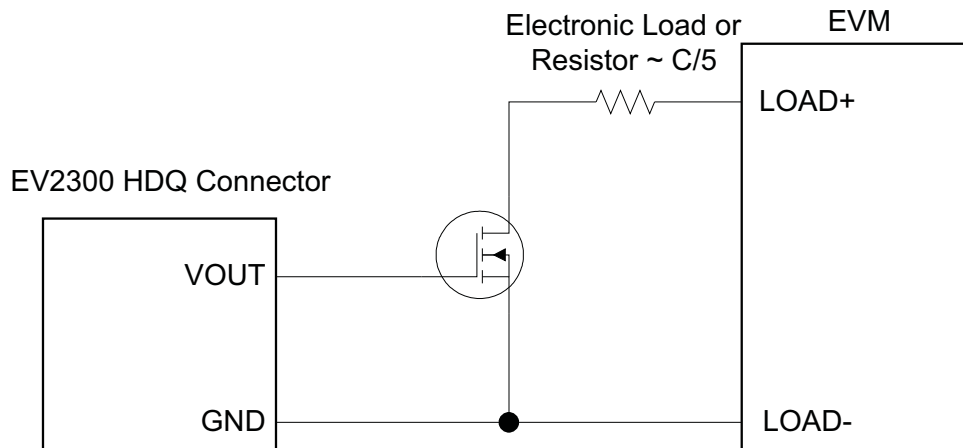 Electronic Load or
Resistor ~ C/5
EVM
LOAD+
EV2300 HDQ Connector
VOUT
GND
LOAD-